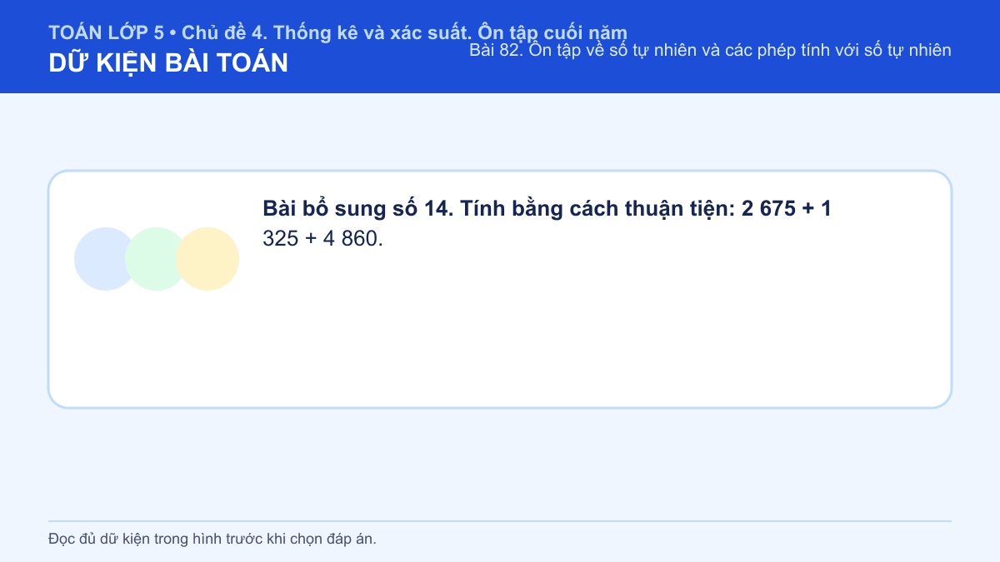 TOÁN LỚP 5 • Chủ đề 4. Thống kê và xác suất. Ôn tập cuối năm
Bài 82. Ôn tập về số tự nhiên và các phép tính với số tự nhiên
DỮ KIỆN BÀI TOÁN
Bài bổ sung số 14. Tính bằng cách thuận tiện: 2 675 + 1
325 + 4 860.
Đọc đủ dữ kiện trong hình trước khi chọn đáp án.